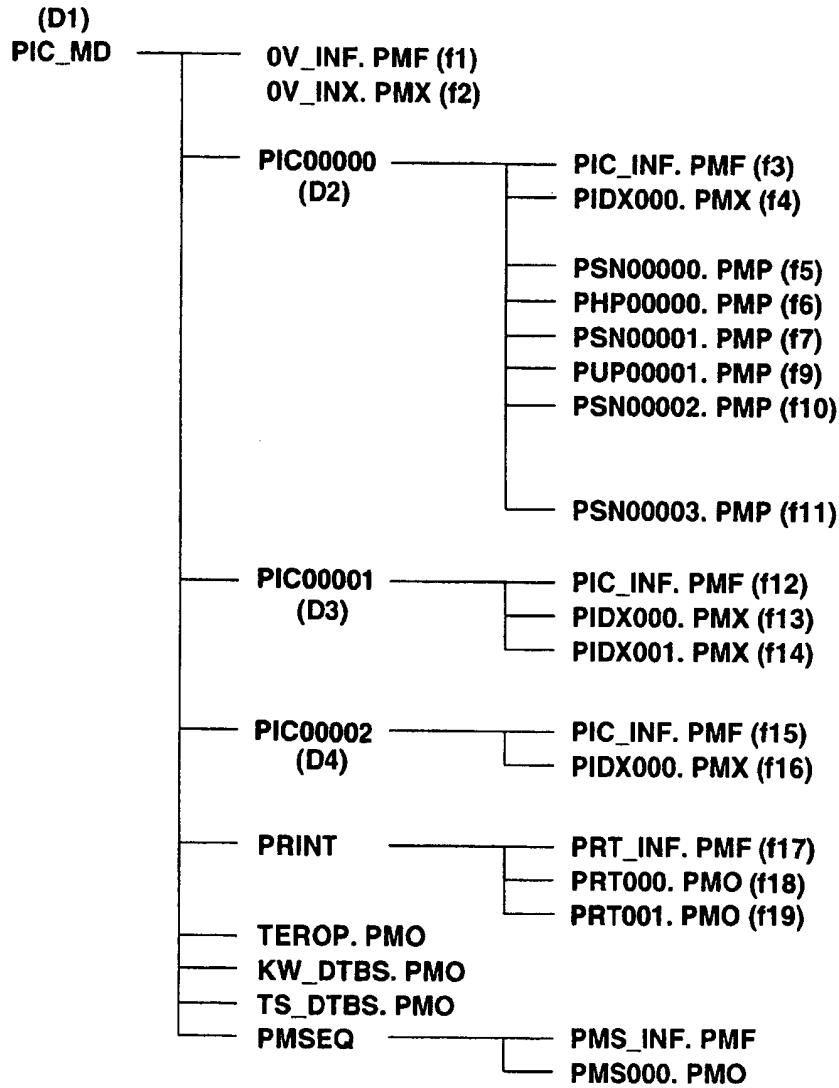 (D1)
PIC_MD
0V_INF. PMF (f1)
0V_INX. PMX (f2)
PIC00000
(D2)
PIC_INF. PMF (f3)
PIDX000. PMX (f4)
PSN00000. PMP (f5)
PHP00000. PMP (f6)
PSN00001. PMP (f7)
PUP00001. PMP (f9)
PSN00002. PMP (f10)
PSN00003. PMP (f11)
PIC00001
(D3)
PIC_INF. PMF (f12)
PIDX000. PMX (f13)
PIDX001. PMX (f14)
PIC00002
(D4)
PIC_INF. PMF (f15)
PIDX000. PMX (f16)
PRINT
PRT_INF. PMF (f17)
PRT000. PMO (f18)
PRT001. PMO (f19)
TEROP. PMO
KW_DTBS. PMO
TS_DTBS. PMO
PMSEQ
PMS_INF. PMF
PMS000. PMO